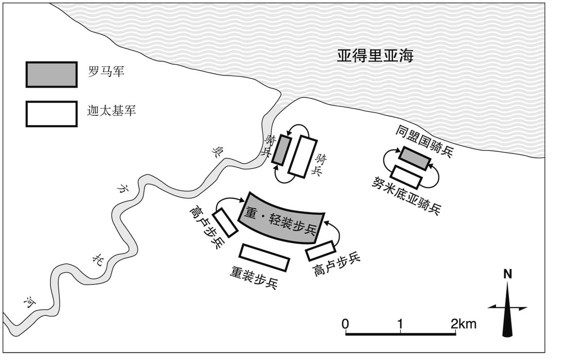 亚得里亚海
罗马军
迦太基军
骑兵
骑兵
同盟国骑兵
努米底亚骑兵
奥
方
托
河
高卢步兵
重·轻装步兵
高卢步兵
重装步兵
N
0 1 2km